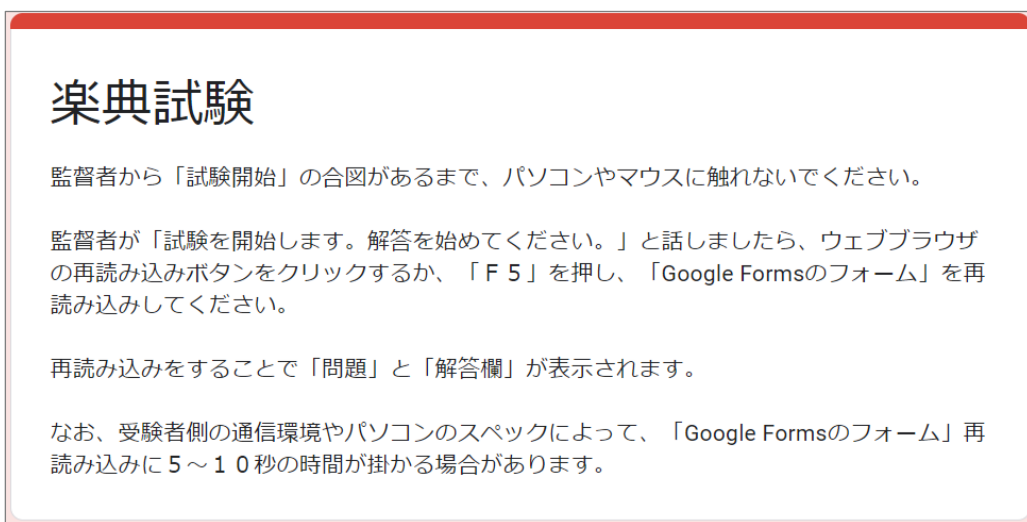 楽典試験
監督者から「試験開始」の合図があるまで、パソコンやマウスに触れないでください。
監督者が「試験を開始します。解答を始めてください。」と話しましたら、ウェブブラウザ
の再読み込みボタンをクリックするか、「Ｆ５」を押し、「Google Formsのフォーム」を再
読み込みしてください。
再読み込みをすることで「問題」と「解答欄」が表示されます。
なお、受験者側の通信環境やパソコンのスペックによって、「Google Formsのフォーム」再
読み込みに５～１０秒の時間が掛かる場合があります。